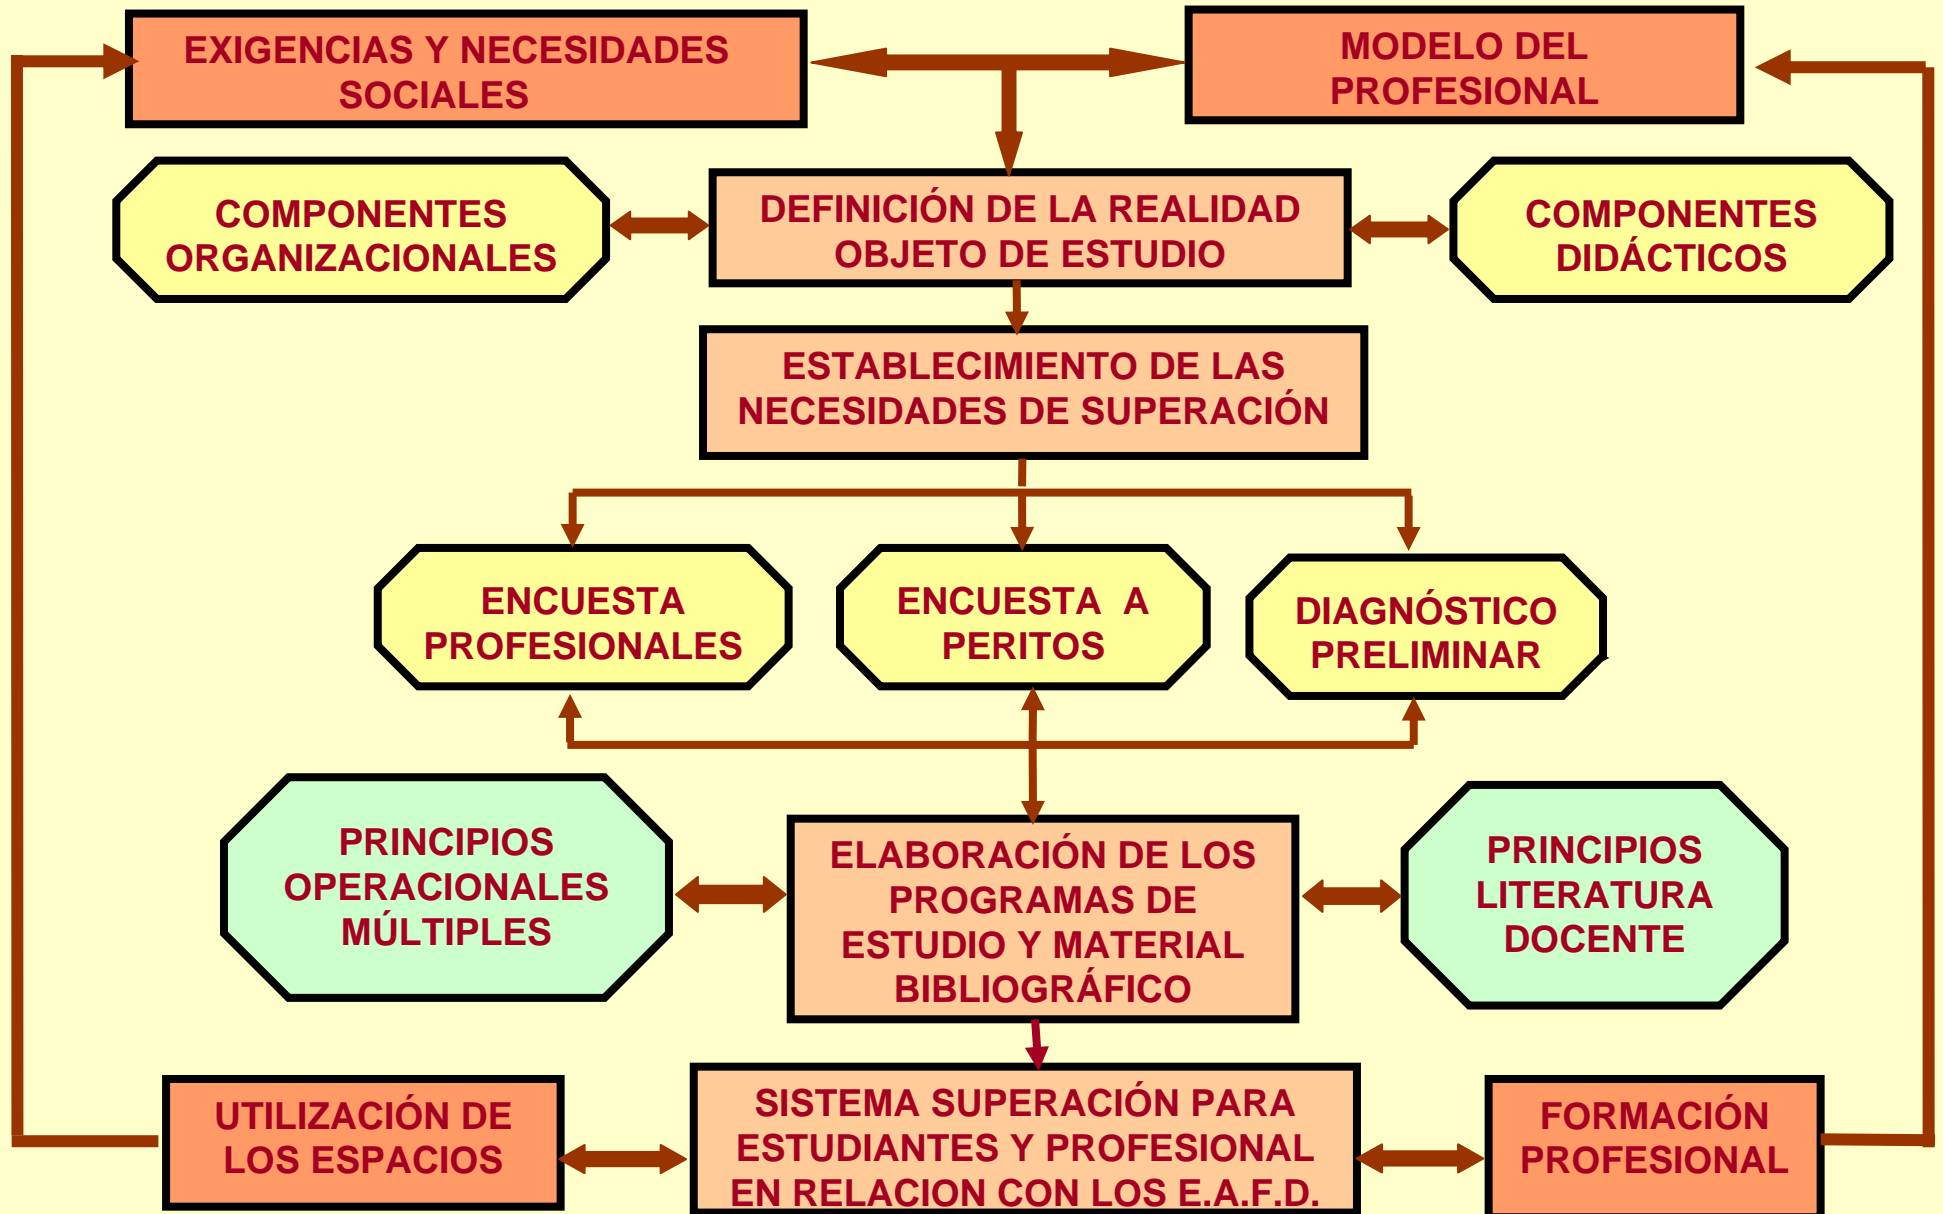 EXIGENCIAS Y NECESIDADES
SOCIALES
MODELO DEL
PROFESIONAL
COMPONENTES
ORGANIZACIONALES
DEFINICIÓN DE LA REALIDAD
OBJETO DE ESTUDIO
COMPONENTES
DIDÁCTICOS
ESTABLECIMIENTO DE LAS
NECESIDADES DE SUPERACIÓN
ENCUESTA
PROFESIONALES
ENCUESTA A
PERITOS
DIAGNÓSTICO
PRELIMINAR
PRINCIPIOS
OPERACIONALES
MÚLTIPLES
ELABORACIÓN DE LOS
PROGRAMAS DE
ESTUDIO Y MATERIAL
BIBLIOGRÁFICO
PRINCIPIOS
LITERATURA
DOCENTE
UTILIZACIÓN DE
LOS ESPACIOS
SISTEMA SUPERACIÓN PARA
ESTUDIANTES Y PROFESIONAL
EN RELACION CON LOS E.A.F.D.
FORMACIÓN
PROFESIONAL